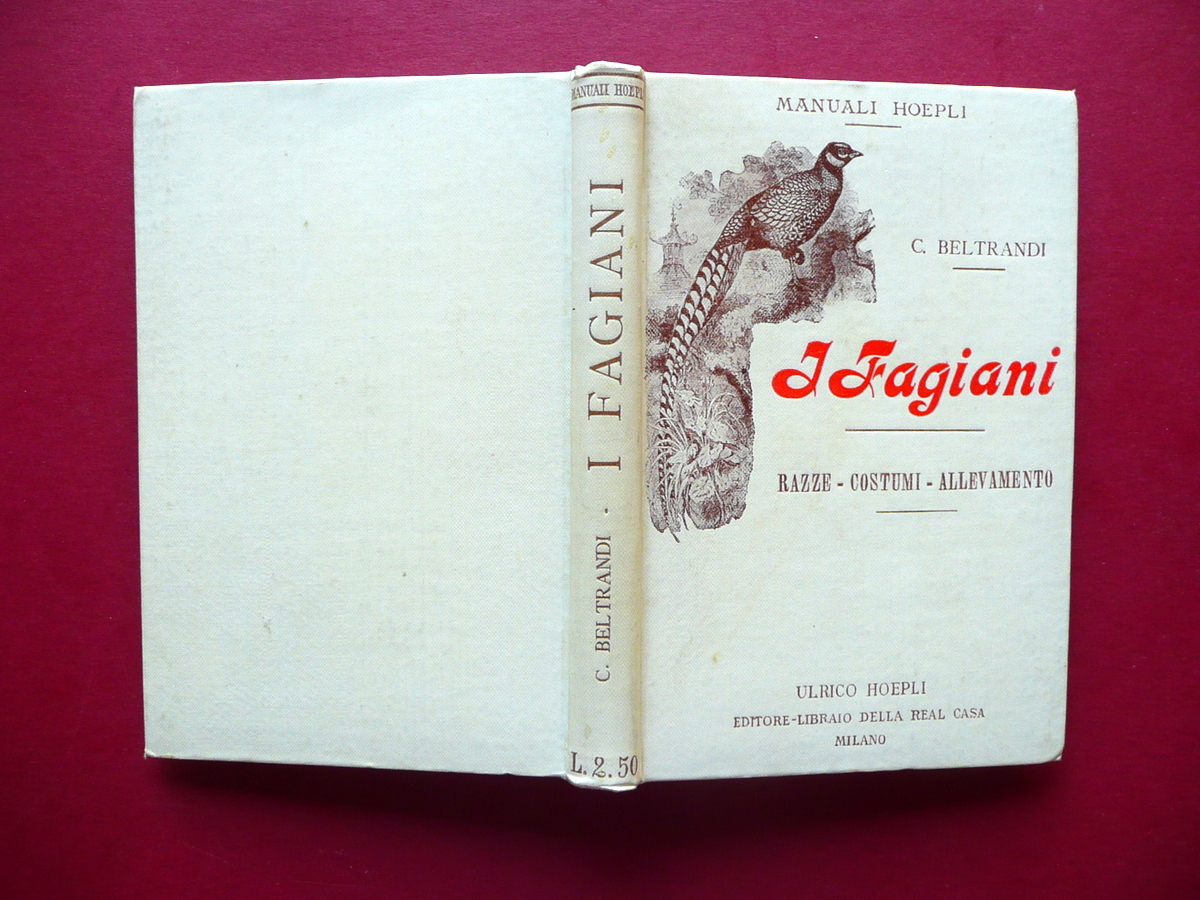 MANUALI HOEPLI
C. BELTRANDI
I Fagiani
RAZZE - COSTUMI - ALLEVAMENTO
ULRICO HOEPLI
EDITORE-LIBRAIO DELLA REAL CASA
MILANO
MANUALI HOEPLI
C. BELTRANDI . I FAGIANI
L. 2.50